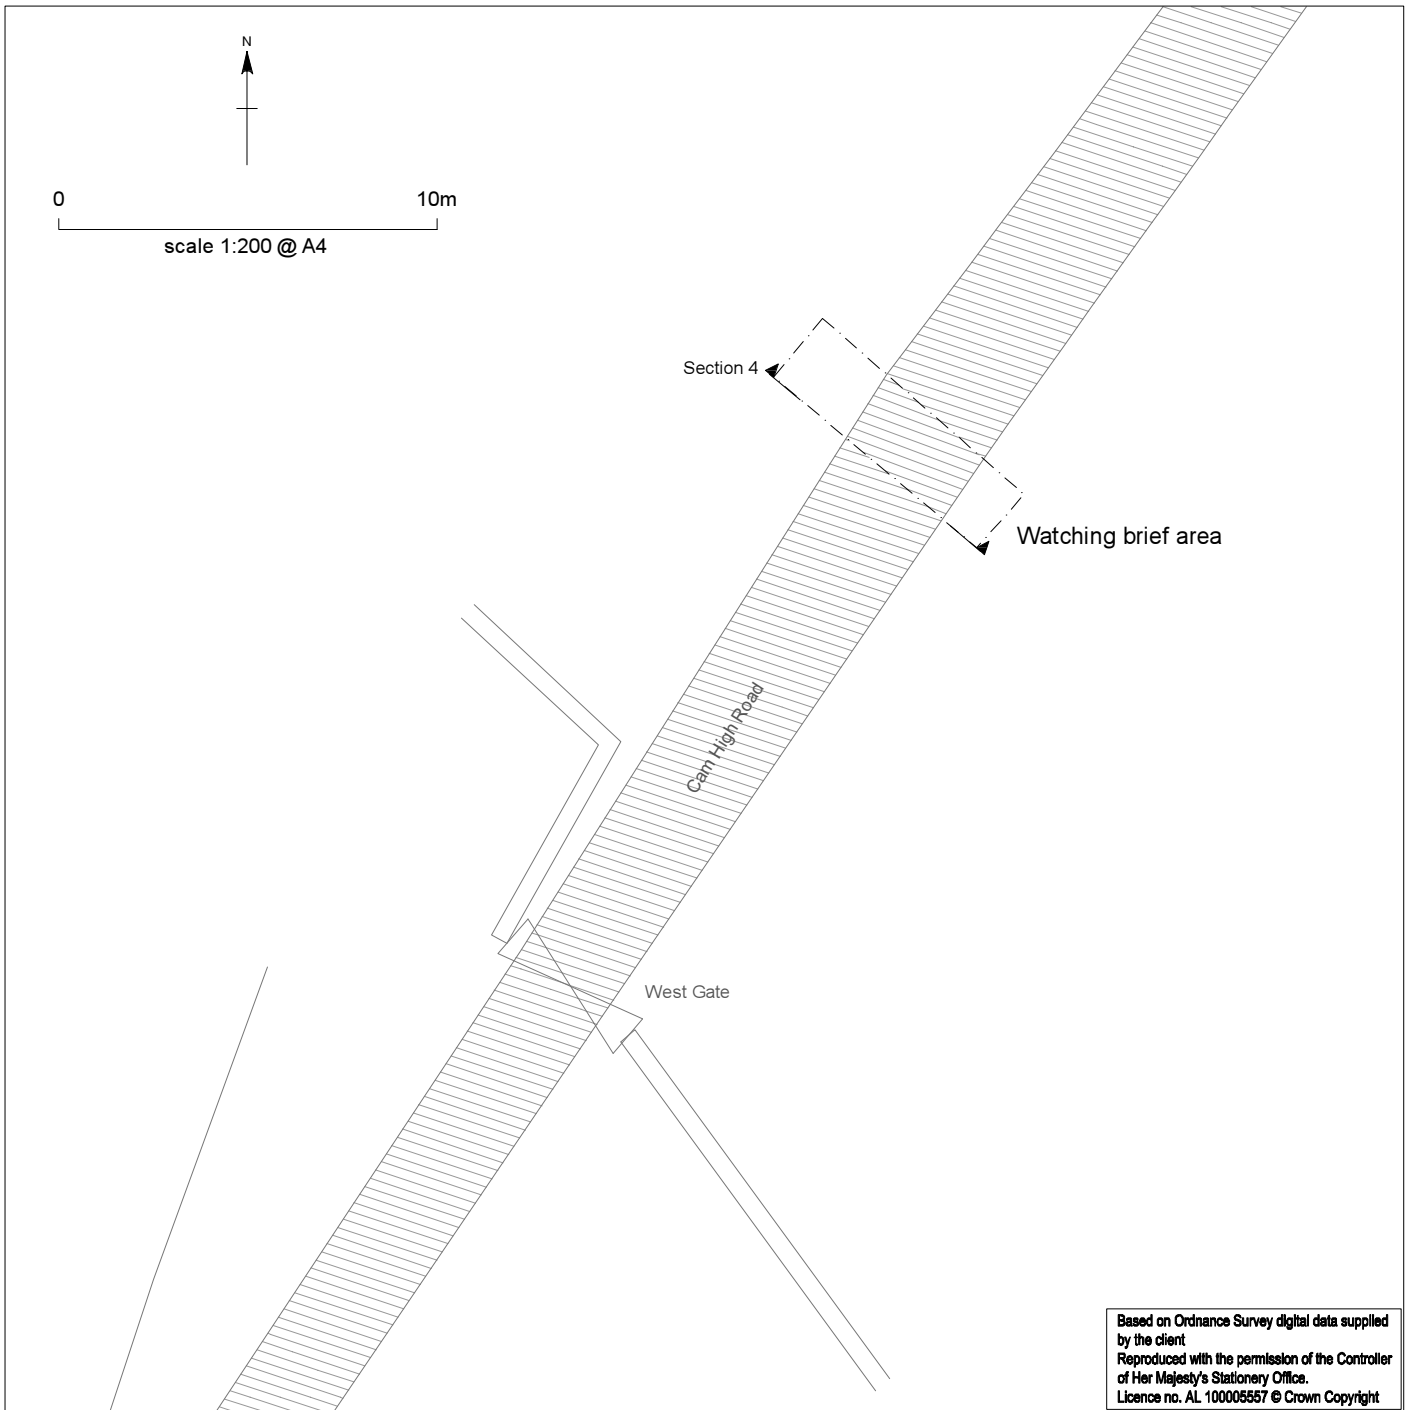 N
0 10m
scale 1:200 @ A4
Section 4
Watching brief area
Cam High Road
West Gate
Based on Ordnance Survey digital data supplied
by the client
Reproduced with the permission of the Controller
of Her Majesty's Stationery Office.
Licence no. AL 100005557 © Crown Copyright